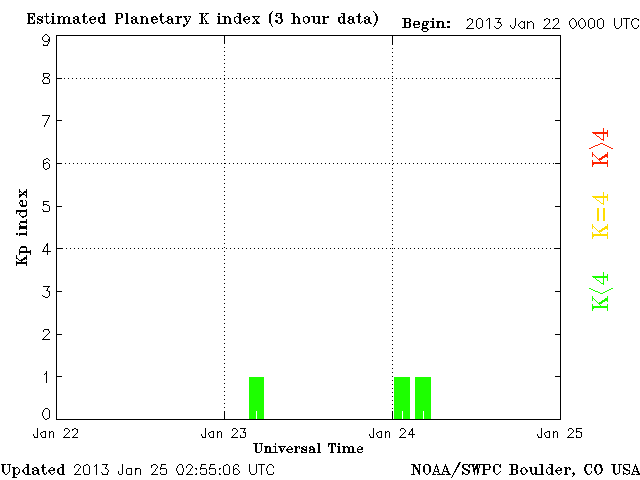 Estimated Planetary K index (3 hour data)
Begin: 2013 Jan 22 0000 UTC
9
8
7
6
5
4
3
2
1
0
Kp index
Jan 22
Jan 23
Jan 24
Jan 25
Universal Time
K>4
K=4
K<4
Updated 2013 Jan 25 02:55:06 UTC
NOAA/SWPC Boulder, CO USA